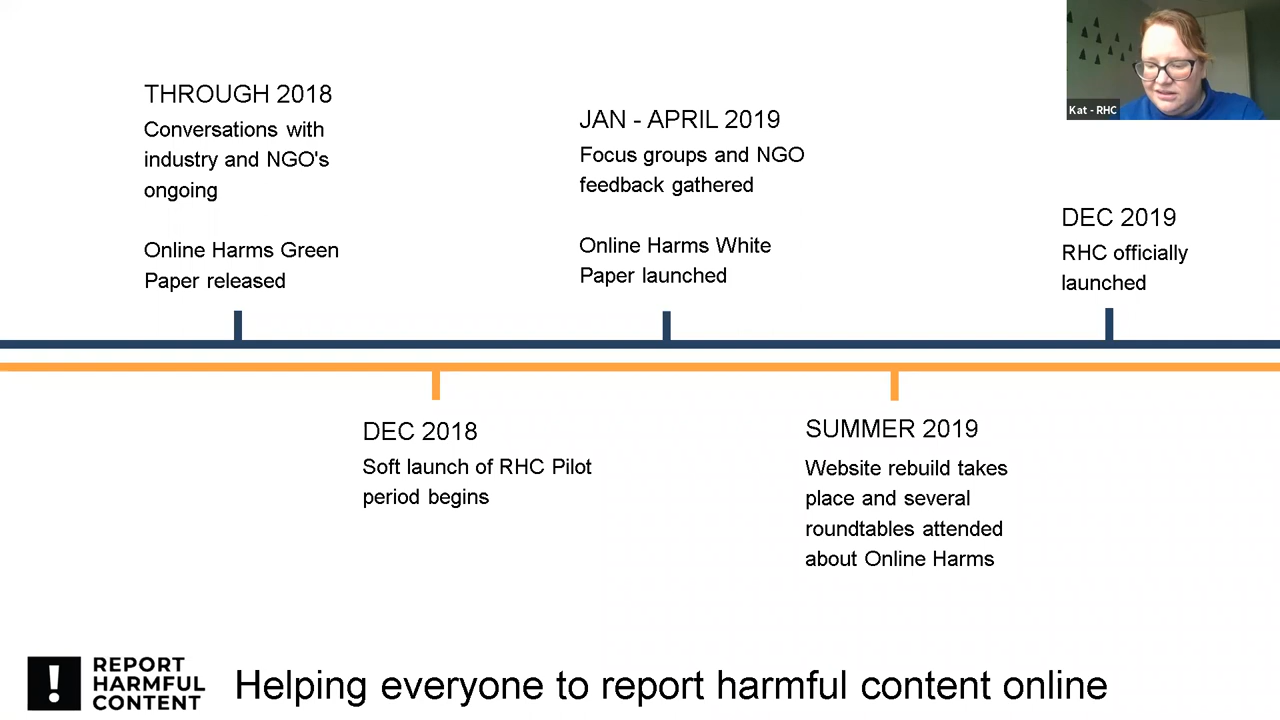 THROUGH 2018
Conversations with
industry and NGO's
ongoing
Online Harms Green
Paper released
JAN - APRIL 2019
Focus groups and NGO
feedback gathered
Online Harms White
Paper launched
Kat - RHC
DEC 2019
RHC officially
launched
DEC 2018
Soft launch of RHC Pilot
period begins
SUMMER 2019
Website rebuild takes
place and several
roundtables attended
about Online Harms
!
REPORT
HARMFUL
CONTENT
Helping everyone to report harmful content online